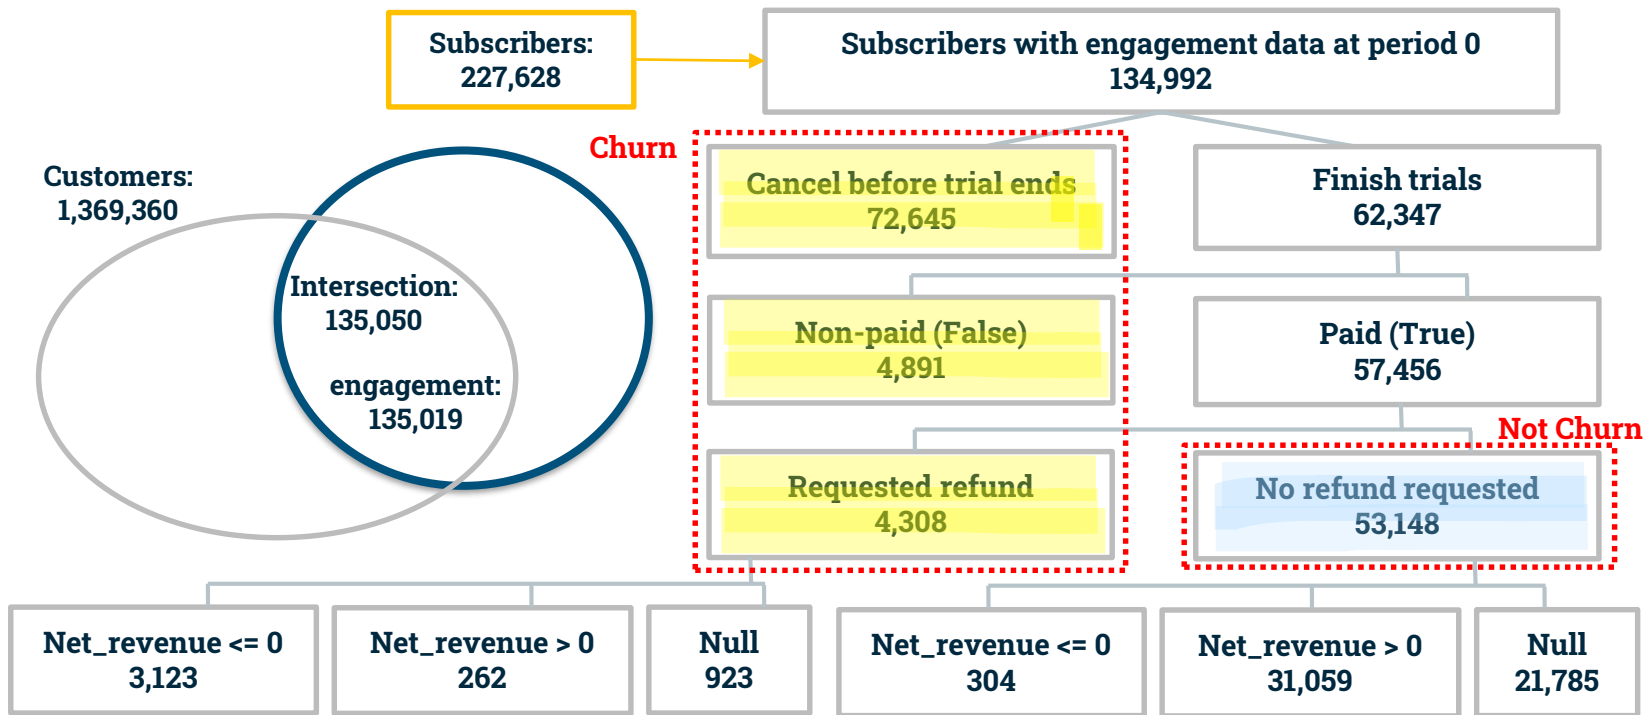 Subscribers:
227,628
Subscribers with engagement data at period 0
134,992
Churn
Customers:
1,369,360
Cancel before trial ends
72,645
Finish trials
62,347
Intersection:
135,050
engagement:
135,019
Non-paid (False)
4,891
Paid (True)
57,456
Not Churn
Requested refund
4,308
No refund requested
53,148
Net_revenue <= 0
3,123
Net_revenue > 0
262
Null
923
Net_revenue <= 0
304
Net_revenue > 0
31,059
Null
21,785